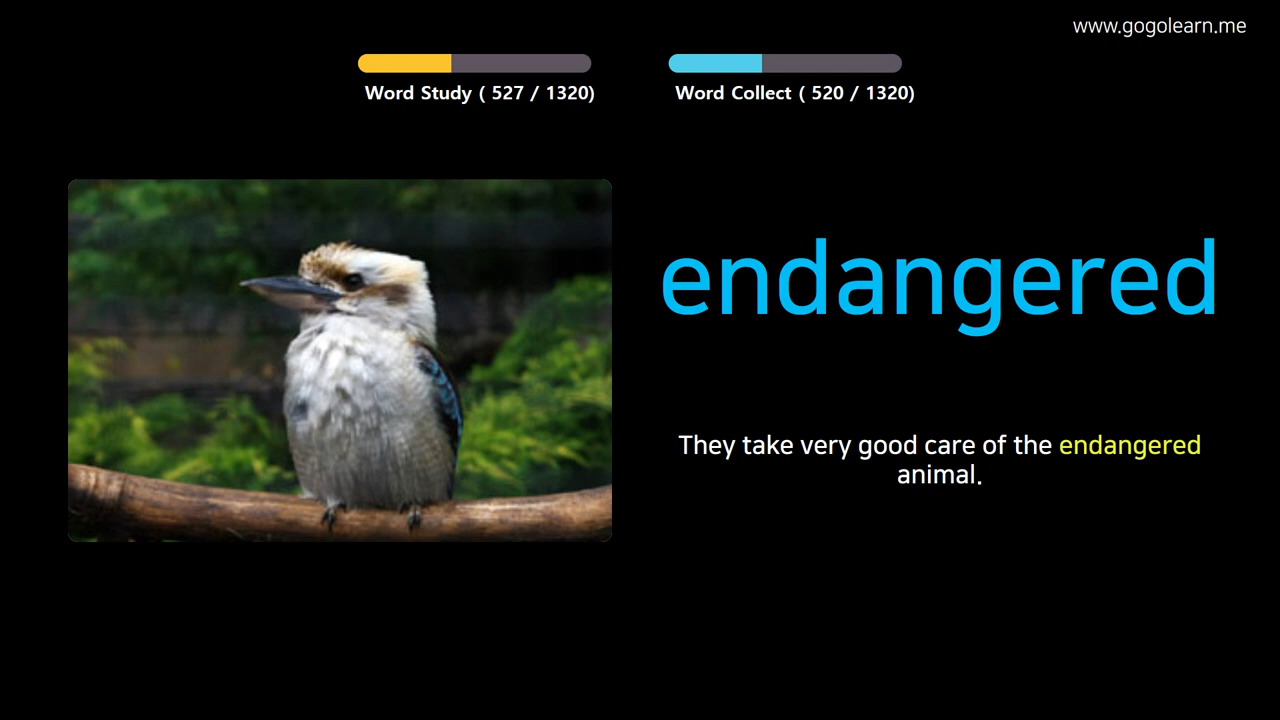 www.gogolearn.me
Word Study ( 527 / 1320)
Word Collect ( 520 / 1320)
endangered
They take very good care of the endangered
animal.